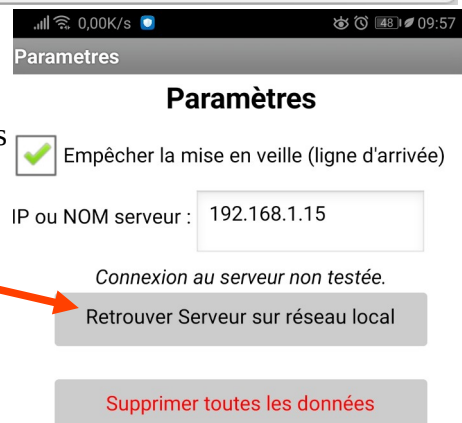 0,00K/s 48 09:57
Parametres
Paramètres
s
Empêcher la mise en veille (ligne d'arrivée)
IP ou NOM serveur : 192.168.1.15
Connexion au serveur non testée.
Retrouver Serveur sur réseau local
Supprimer toutes les données